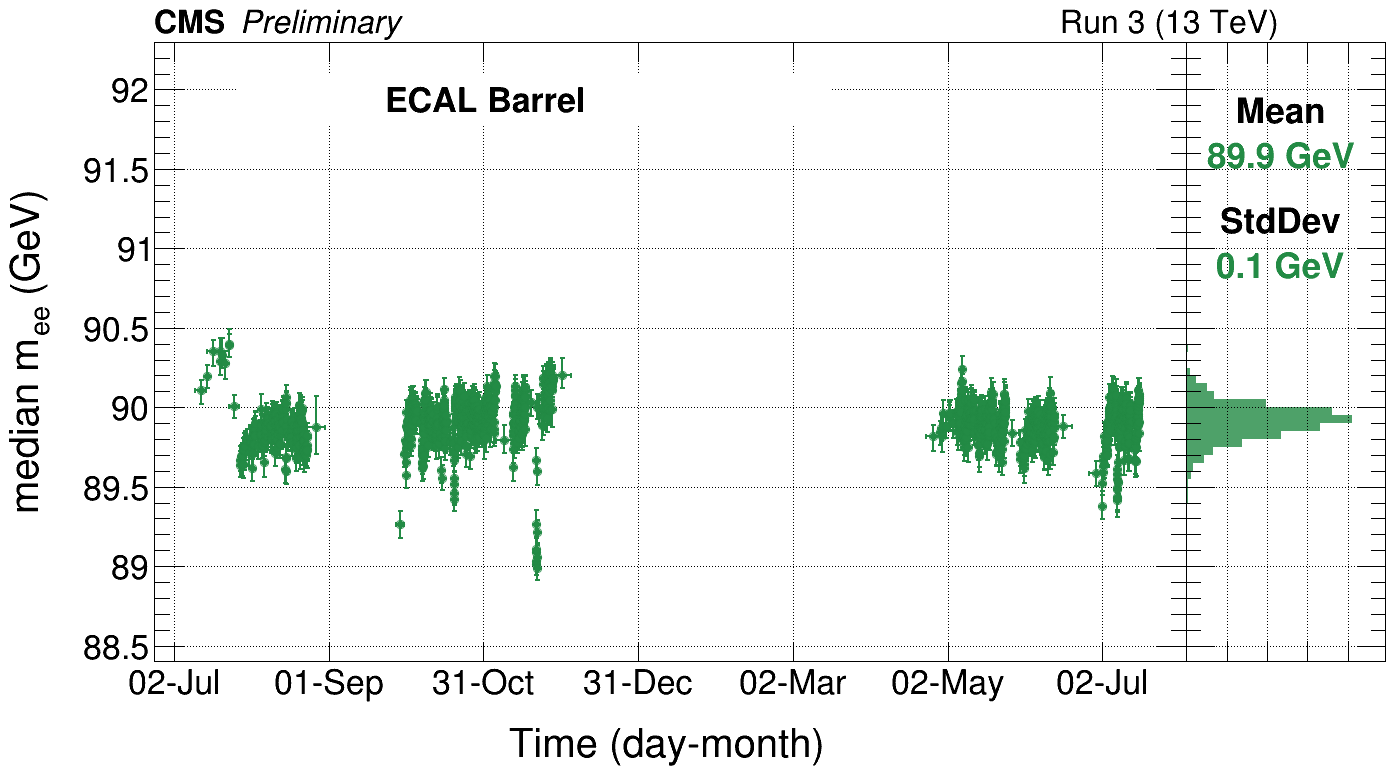 CMS Preliminary
Run 3 (13 TeV)
ECAL Barrel
Mean
89.9 GeV
StdDev
0.1 GeV
median mee (GeV)
92
91.5
91
90.5
90
89.5
89
88.5
02-Jul 01-Sep 31-Oct 31-Dec 02-Mar 02-May 02-Jul
Time (day-month)